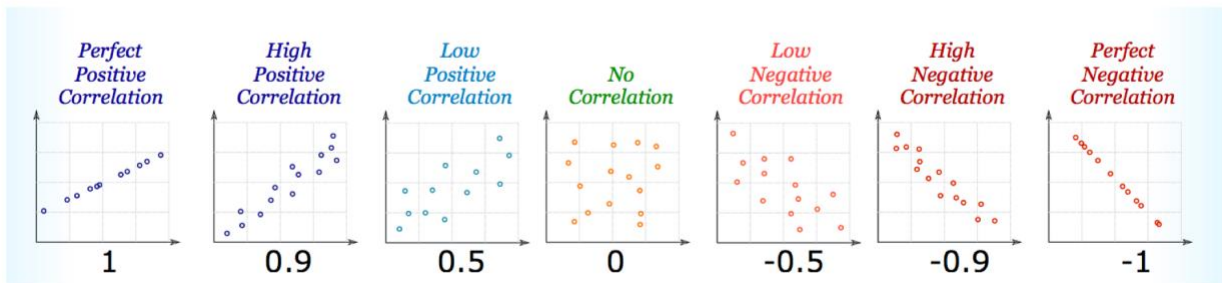 Perfect
Positive
Correlation
High
Positive
Correlation
Low
Positive
Correlation
No
Correlation
Low
Negative
Correlation
High
Negative
Correlation
Perfect
Negative
Correlation
1
0.9
0.5
0
-0.5
-0.9
-1